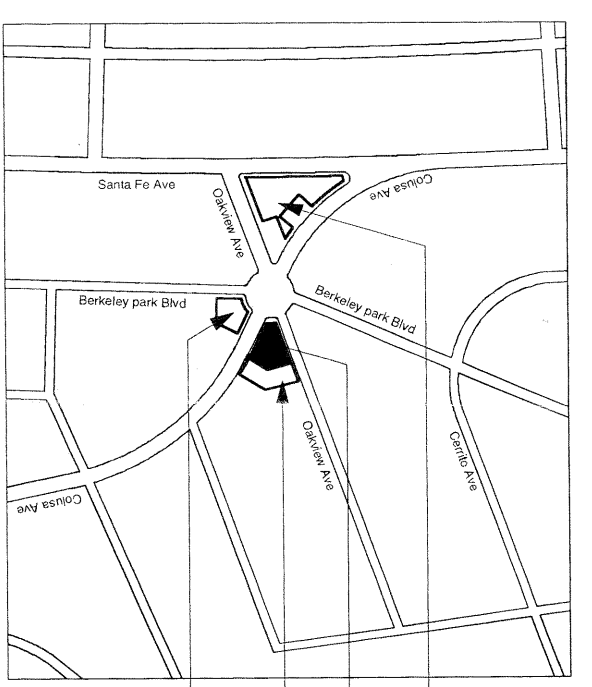 Santa Fe Ave
Oakview Ave
Colusa Ave
Berkeley park Blvd
Berkeley park Blvd
Oakview Ave
Cerrito Ave
Colusa Ave